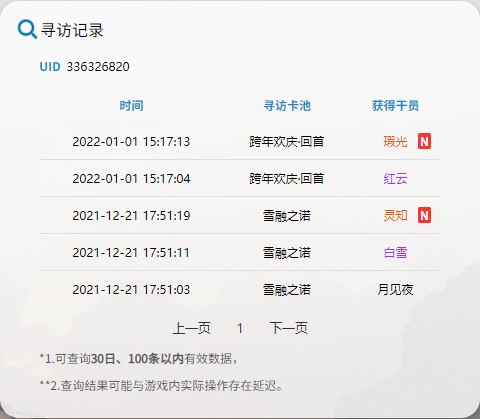 寻访记录
UID 336326820
时间 寻访卡池 获得干员
2022-01-01 15:17:13 跨年欢庆·回首 瑕光 N
2022-01-01 15:17:04 跨年欢庆·回首 红云
2021-12-21 17:51:19 雪融之诺 灵知 N
2021-12-21 17:51:11 雪融之诺 白雪
2021-12-21 17:51:03 雪融之诺 月见夜
上一页 1 下一页
*1.可查询30日、100条以内有效数据，
**2.查询结果可能与游戏内实际操作存在延迟。